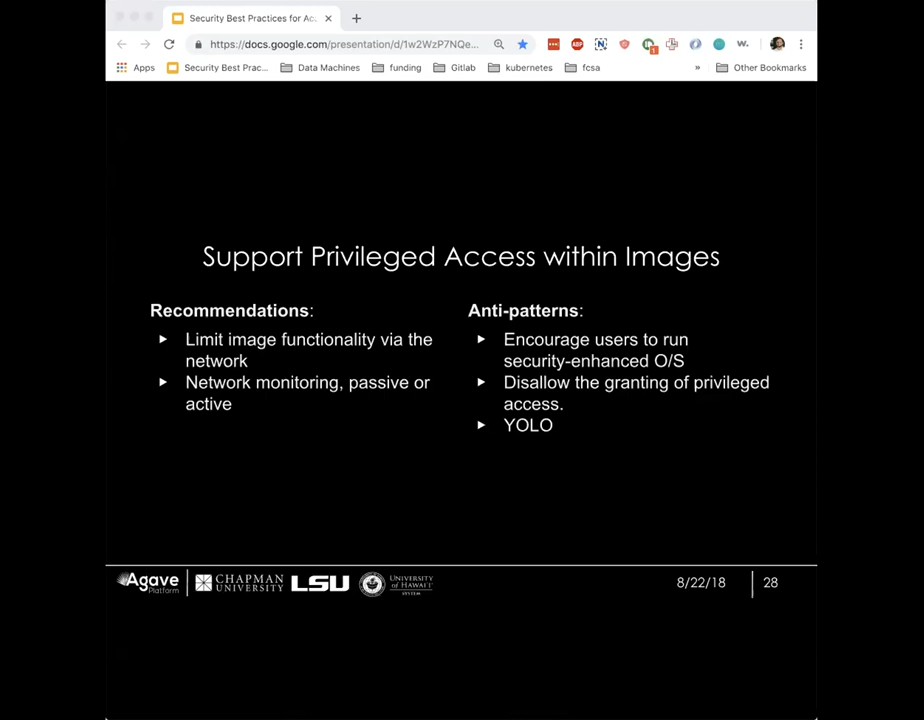 Security Best Practices for Ac
https://docs.google.com/presentation/d/1w2WzP7NQe...
ABP
N
1
w.
Apps
Security Best Prac...
Data Machines
funding
Gitlab
kubernetes
fcsa
»
Other Bookmarks
Support Privileged Access within Images
Recommendations:
Limit image functionality via the
network
Network monitoring, passive or
active
Anti-patterns:
Encourage users to run
security-enhanced O/S
Disallow the granting of privileged
access.
YOLO
Agave
Platform
CHAPMAN
UNIVERSITY
LSU
UNIVERSITY
of HAWAI'I
SYSTEM
8/22/18
28